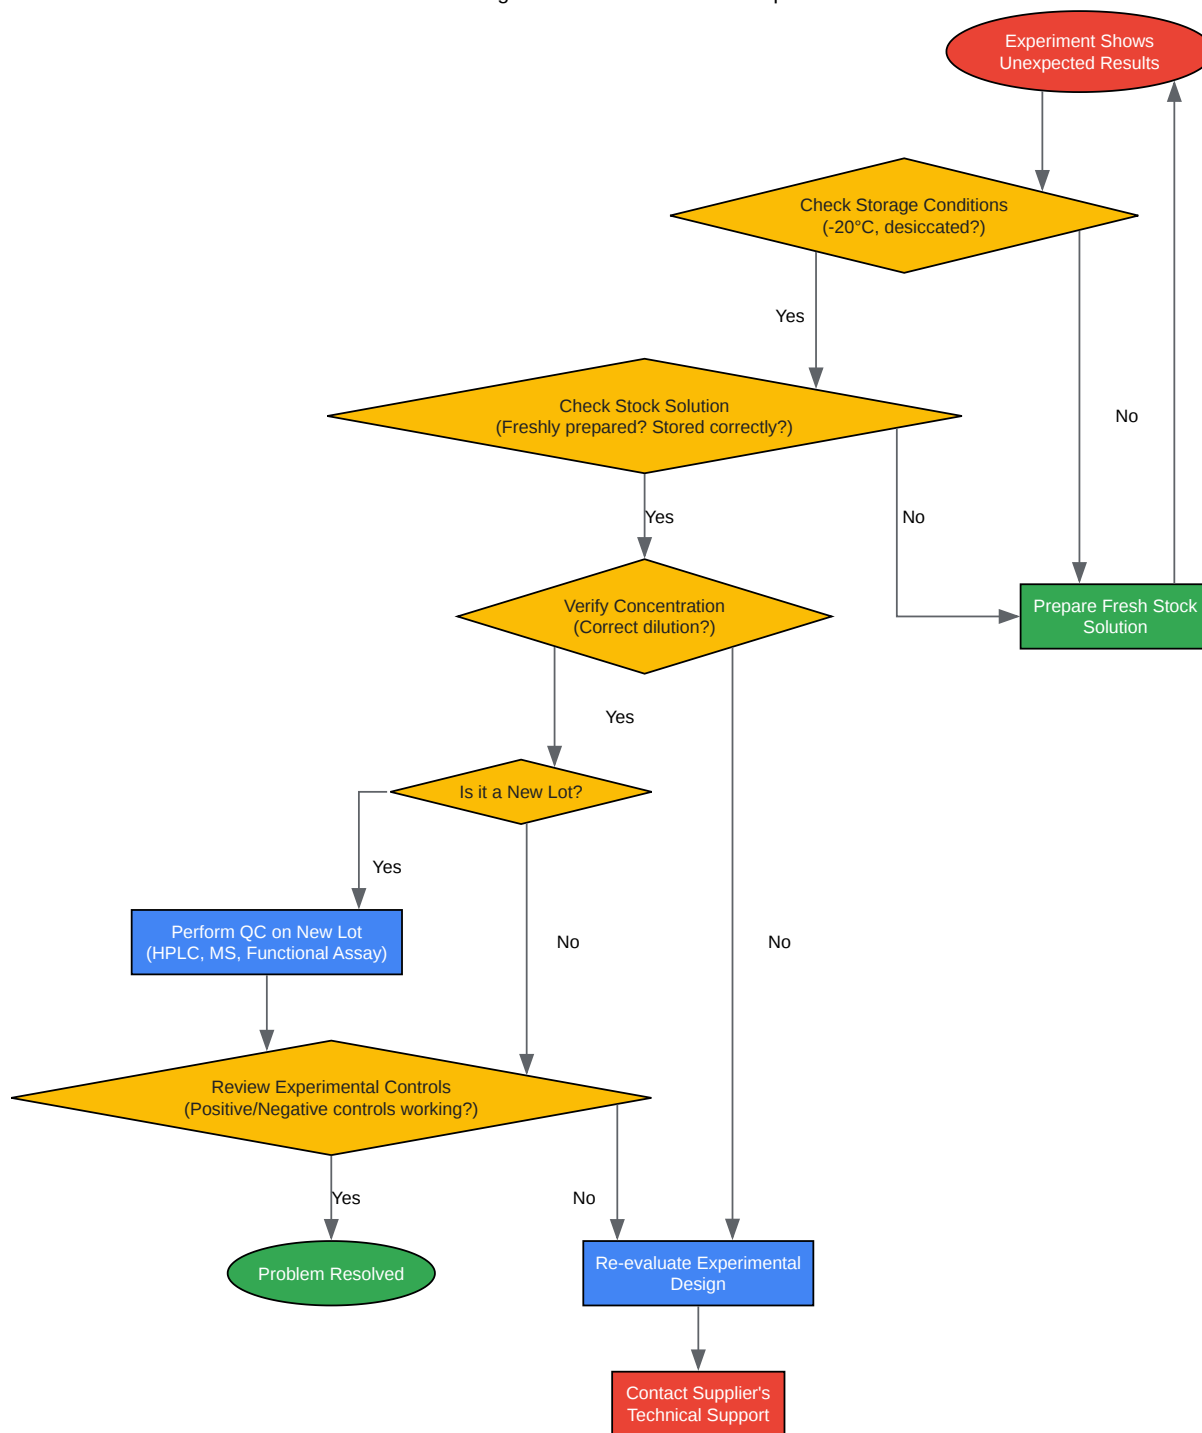 Experiment Shows
Unexpected Results
Check Storage Conditions
(-20°C, desiccated?)
Yes
Check Stock Solution
(Freshly prepared? Stored correctly?)
No
Yes
No
Verify Concentration
(Correct dilution?)
Prepare Fresh Stock
Solution
Yes
Is it a New Lot?
Yes
Perform QC on New Lot
(HPLC, MS, Functional Assay)
No
No
Review Experimental Controls
(Positive/Negative controls working?)
Yes
No
Problem Resolved
Re-evaluate Experimental
Design
Contact Supplier's
Technical Support